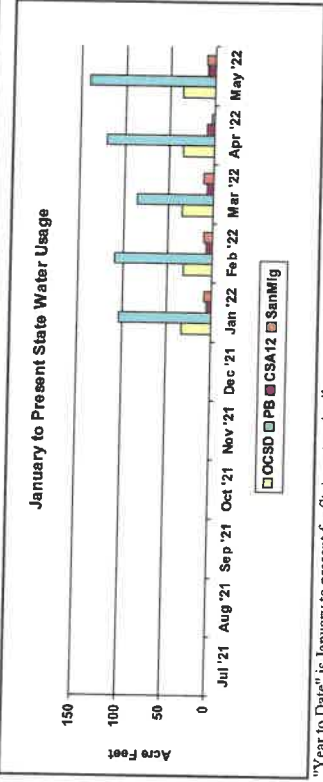 January to Present State Water Usage
150
100
50
0
Acre Feet
Jul '21 Aug '21 Sep '21 Oct '21 Nov '21 Dec '21 Jan '22 Feb '22 Mar '22 Apr '22 May '22
OCSD PB CSA12 SanMig
"Year to Date" is January to present for State water